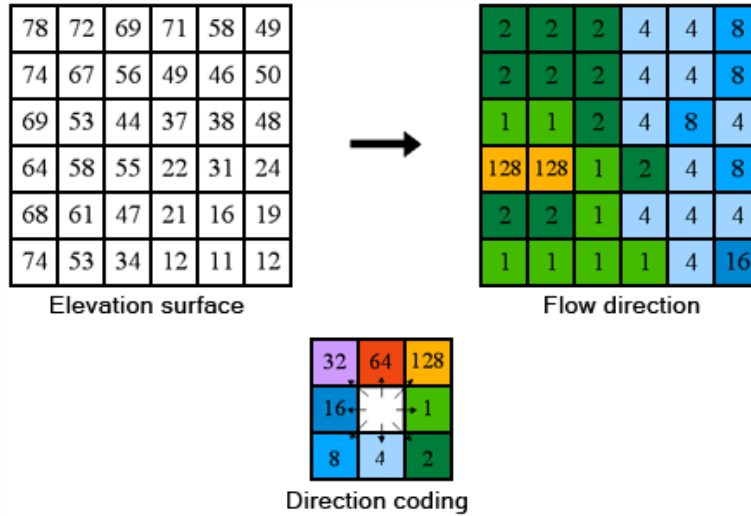 78 72 69 71 58 49 2 2 2 4 4 8
74 67 56 49 46 50 2 2 2 4 4 8
69 53 44 37 38 48 1 1 2 4 8 4
64 58 55 22 31 24 128 128 1 2 4 8
68 61 47 21 16 19 2 2 1 4 4 4
74 53 34 12 11 12 1 1 1 1 4 16
Elevation surface Flow direction
32 64 128
16 1
8 4 2
Direction coding